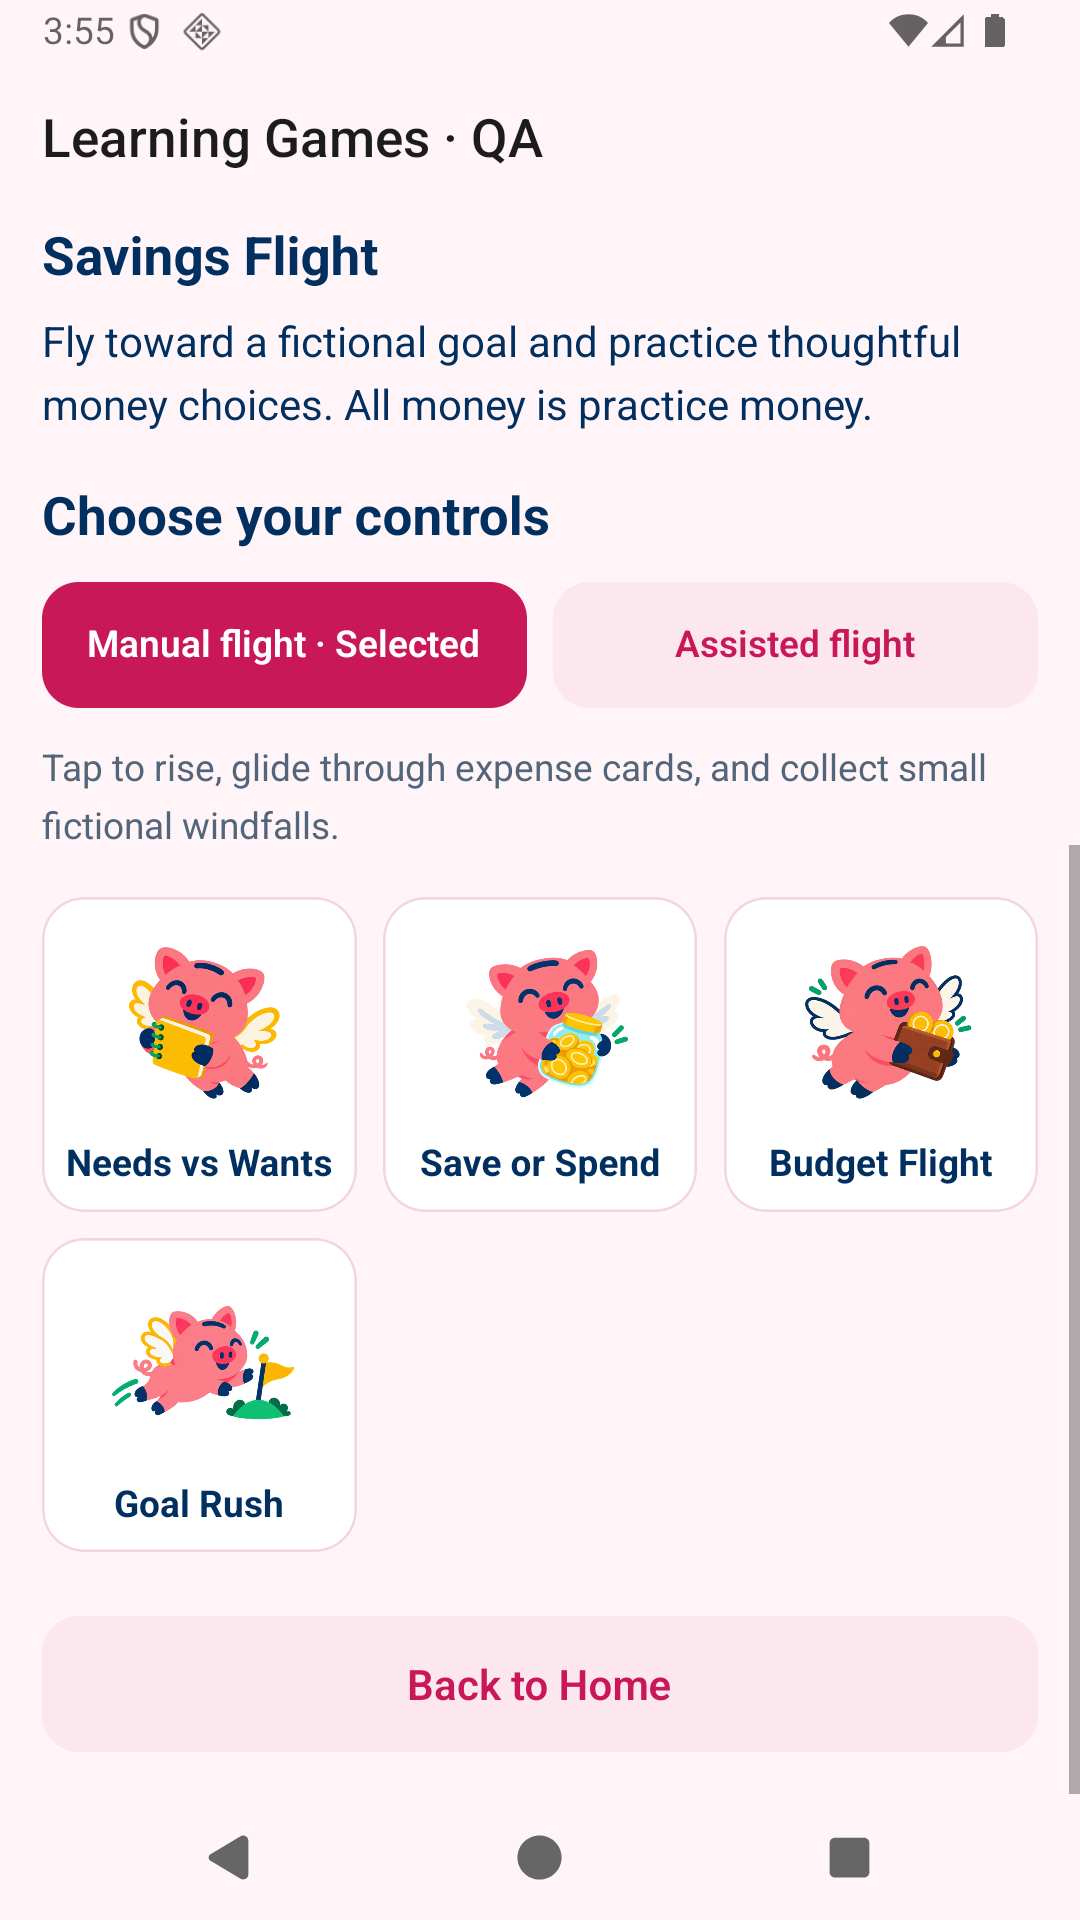 3:55
Learning Games · QA
Savings Flight
Fly toward a fictional goal and practice thoughtful
money choices. All money is practice money.
Choose your controls
Manual flight · Selected
Assisted flight
Tap to rise, glide through expense cards, and collect small
fictional windfalls.
Needs vs Wants
Save or Spend
Budget Flight
Goal Rush
Back to Home